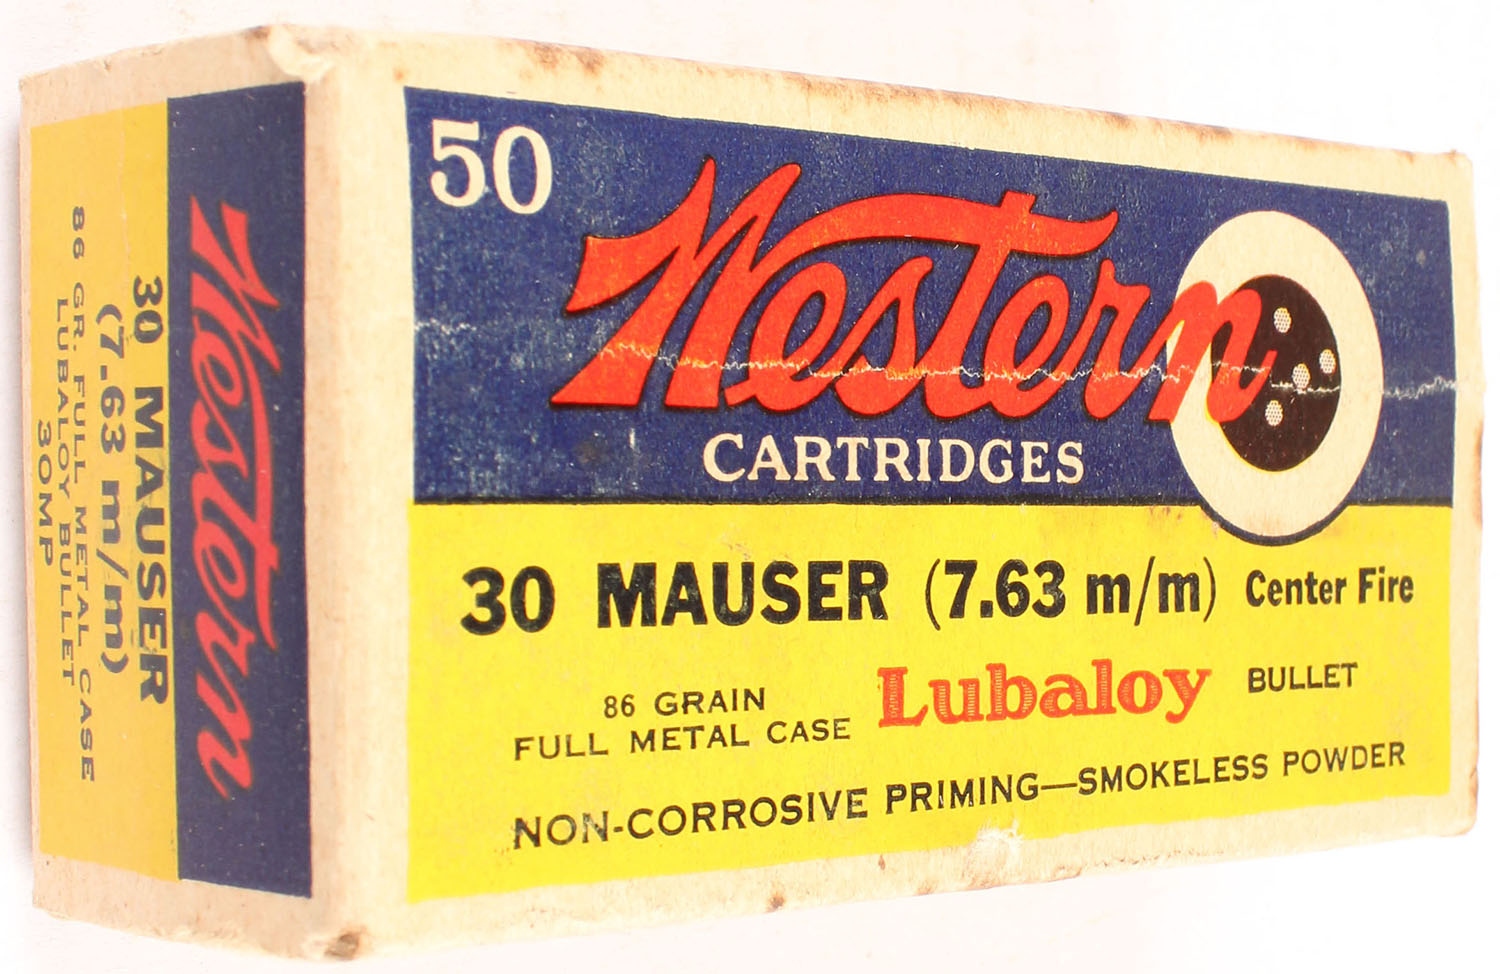 50
Western
CARTRIDGES
30 MAUSER (7.63 m/m) Center Fire
86 GRAIN
FULL METAL CASE
Lubaloy BULLET
NON-CORROSIVE PRIMING—SMOKELESS POWDER
Western
30 MAUSER
(7.63 m/m)
86 GR. FULL METAL CASE
LUBALOY BULLET
30MP